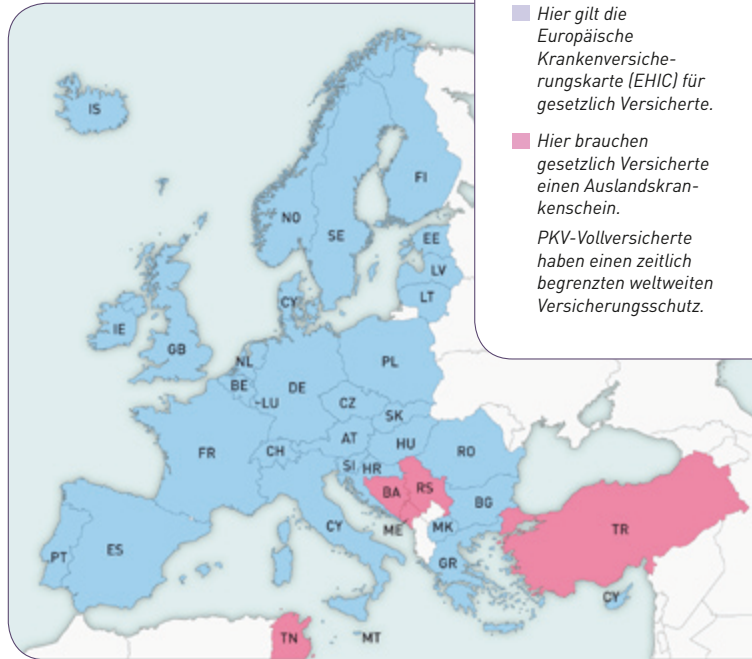 Hier gilt die
Europäische
Krankenversiche-
rungskarte (EHIC) für
gesetzlich Versicherte.
Hier brauchen
gesetzlich Versicherte
einen Auslandskran-
kenschein.
PKV-Vollversicherte
haben einen zeitlich
begrenzten weltweiten
Versicherungsschutz.
IS
FI
NO
SE
EE
LV
LT
CY
IE
GB
NL
BE
DE
PL
-LU
CZ
SK
FR
CH
AT
HU
RO
SI
HR
BA
RS
BG
PT
ES
CY
ME
MK
TR
GR
CY
TN
MT